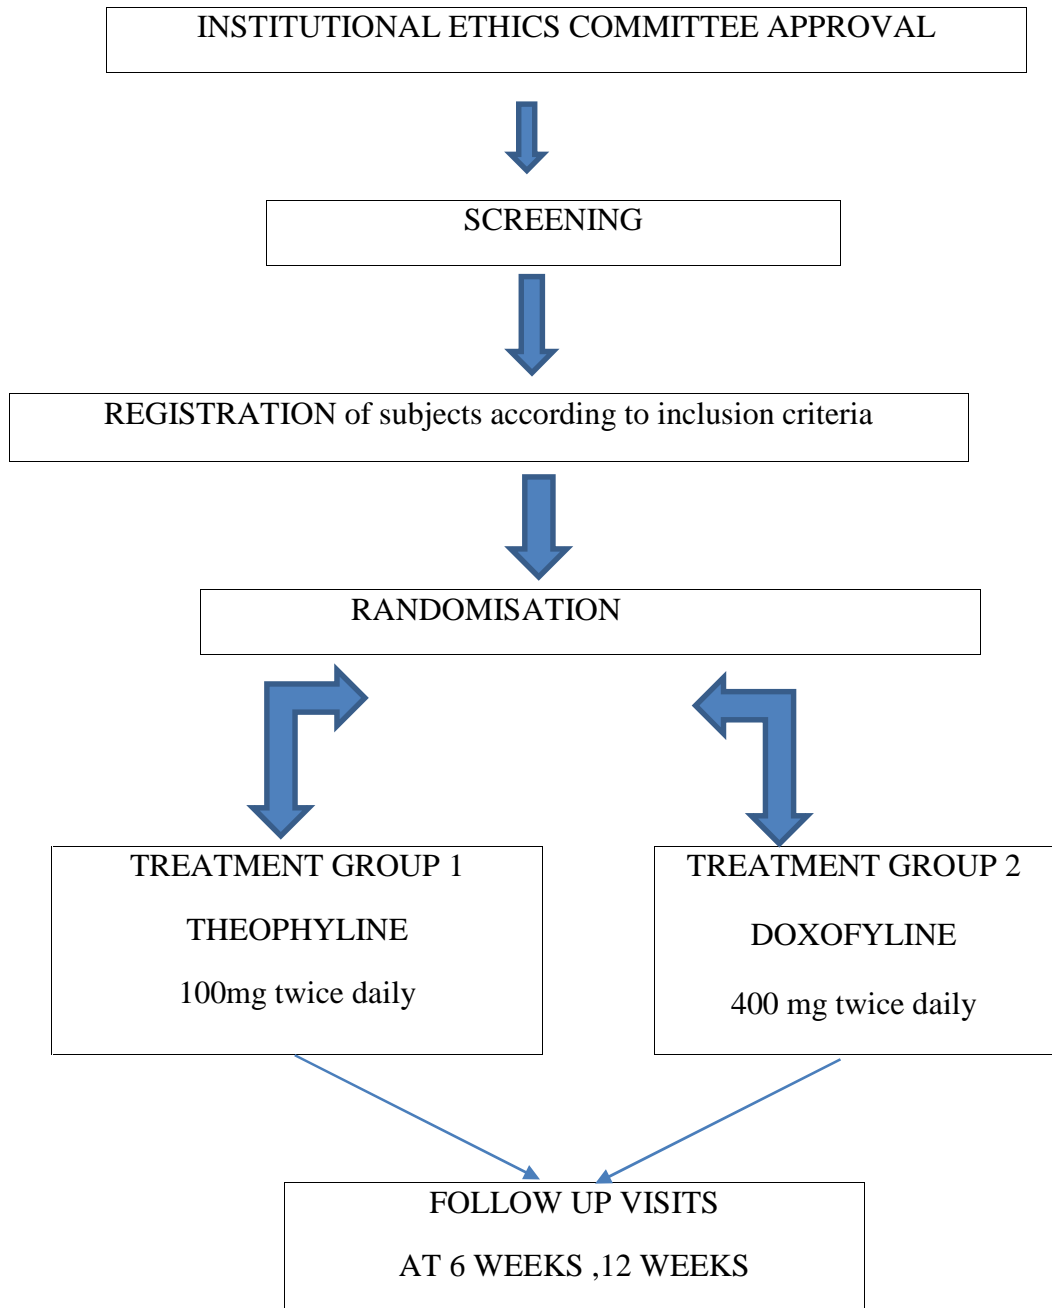 INSTITUTIONAL ETHICS COMMITTEE APPROVAL
SCREENING
REGISTRATION of subjects according to inclusion criteria
RANDOMISATION
TREATMENT GROUP 1
THEOPHYLINE
100mg twice daily
TREATMENT GROUP 2
DOXOFYLINE
400 mg twice daily
FOLLOW UP VISITS
AT 6 WEEKS ,12 WEEKS